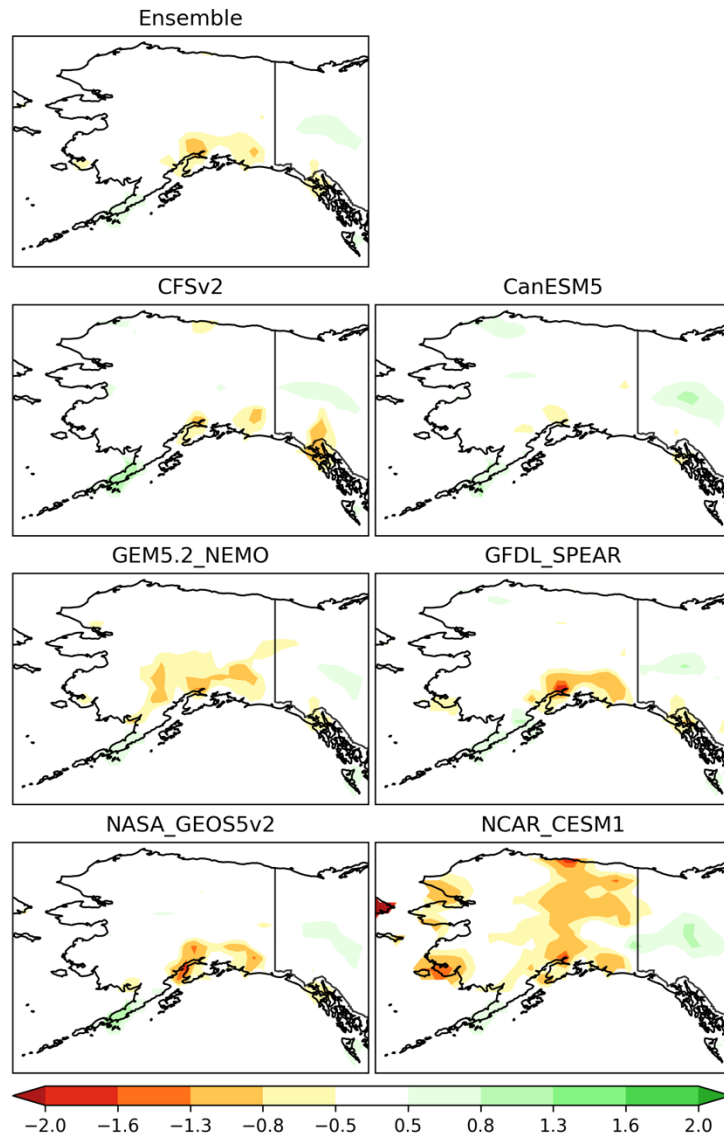 Ensemble
CFSv2 CanESM5
GEM5.2_NEMO GFDL_SPEAR
NASA_GEOS5v2 NCAR_CESM1
−2.0 −1.6 −1.3 −0.8 −0.5 0.5 0.8 1.3 1.6 2.0